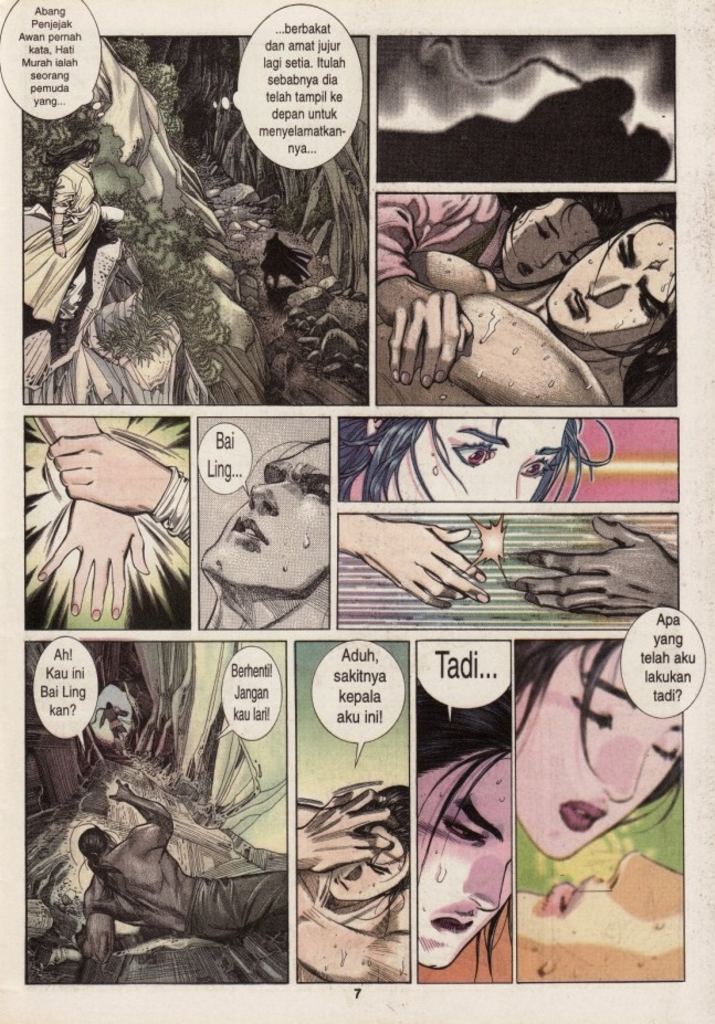 Abang
Penjejak
Awan pernah
kata, Hati
Murah ialah
seorang
pemuda
yang...
...berbakat
dan amat jujur
lagi setia. Itulah
sebabnya dia
telah tampil ke
depan untuk
menyelamatkan-
nya...
Bai
Ling...
Ah!
Kau ini
Bai Ling
kan?
Berhenti!
Jangan
kau lari!
Aduh,
sakitnya
kepala
aku ini!
Tadi...
Apa
yang
telah aku
lakukan
tadi?
7